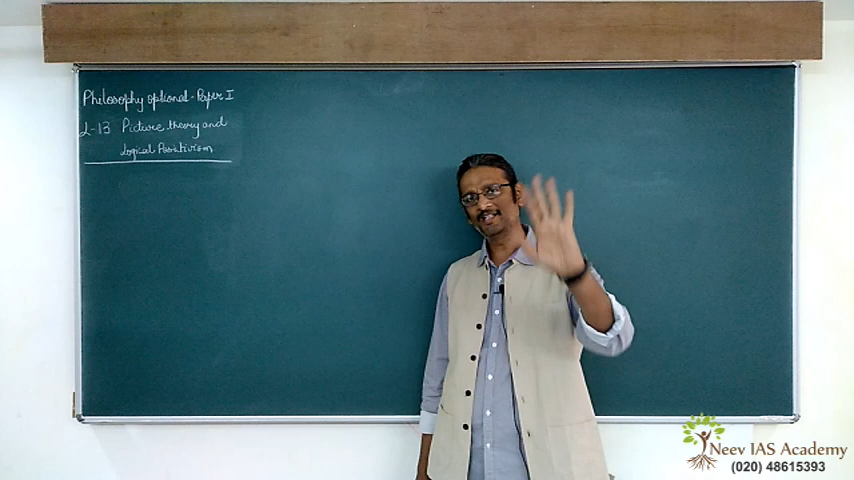 Philosophy optional - Paper I
L-13 Picture theory and
Logical Positivism
Neev IAS Academy
(020) 48615393